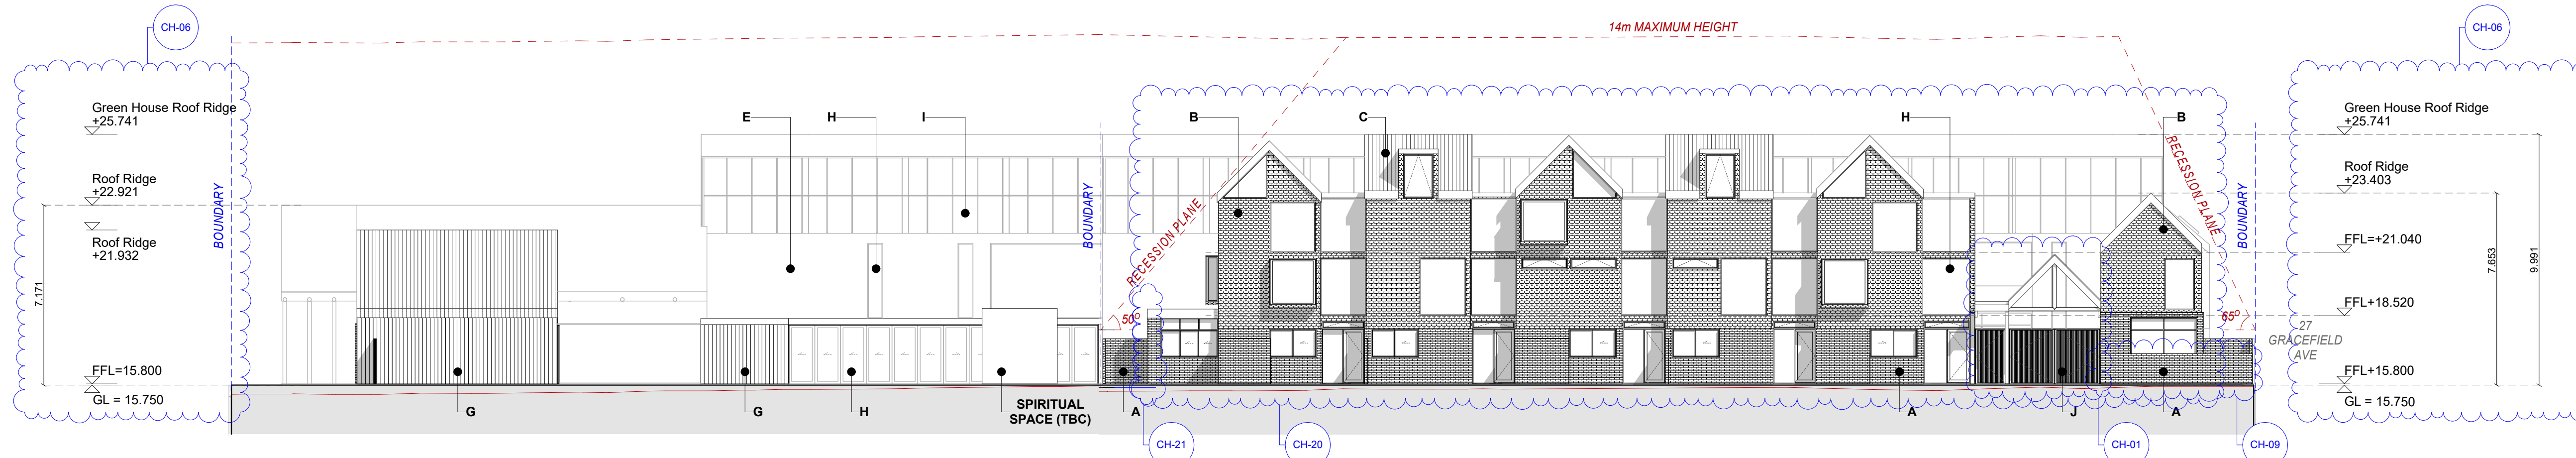 CH-06
14m MAXIMUM HEIGHT
CH-06
Green House Roof Ridge
+25.741
Roof Ridge
+22.921
Roof Ridge
+21.932
7.171
FFL=15.800
GL = 15.750
BOUNDARY
E
H
I
B
C
H
B
BOUNDARY
RECESSION PLANE
50°
RECESSION PLANE
65°
BOUNDARY
27
GRACEFIELD
AVE
G
G
H
SPIRITUAL
SPACE (TBC)
A
A
J
A
CH-21
CH-20
CH-01
CH-09
Green House Roof Ridge
+25.741
Roof Ridge
+23.403
FFL=+21.040
FFL+18.520
FFL+15.800
GL = 15.750
7.653
9.991